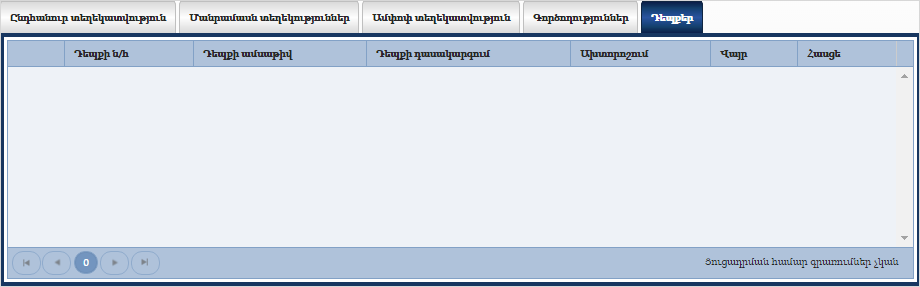 Ընդհանուր տեղեկատվություն Մանրամասն տեղեկություններ Ամփոփ տեղեկատվություն Գործողություններ Դեպքեր
Դեպքի ն/հ Դեպքի ամսաթիվ Դեպքի դասակարգում Ախտորոշում Վայր Հասցե
0 Ցուցադրման համար գրառումներ չկան